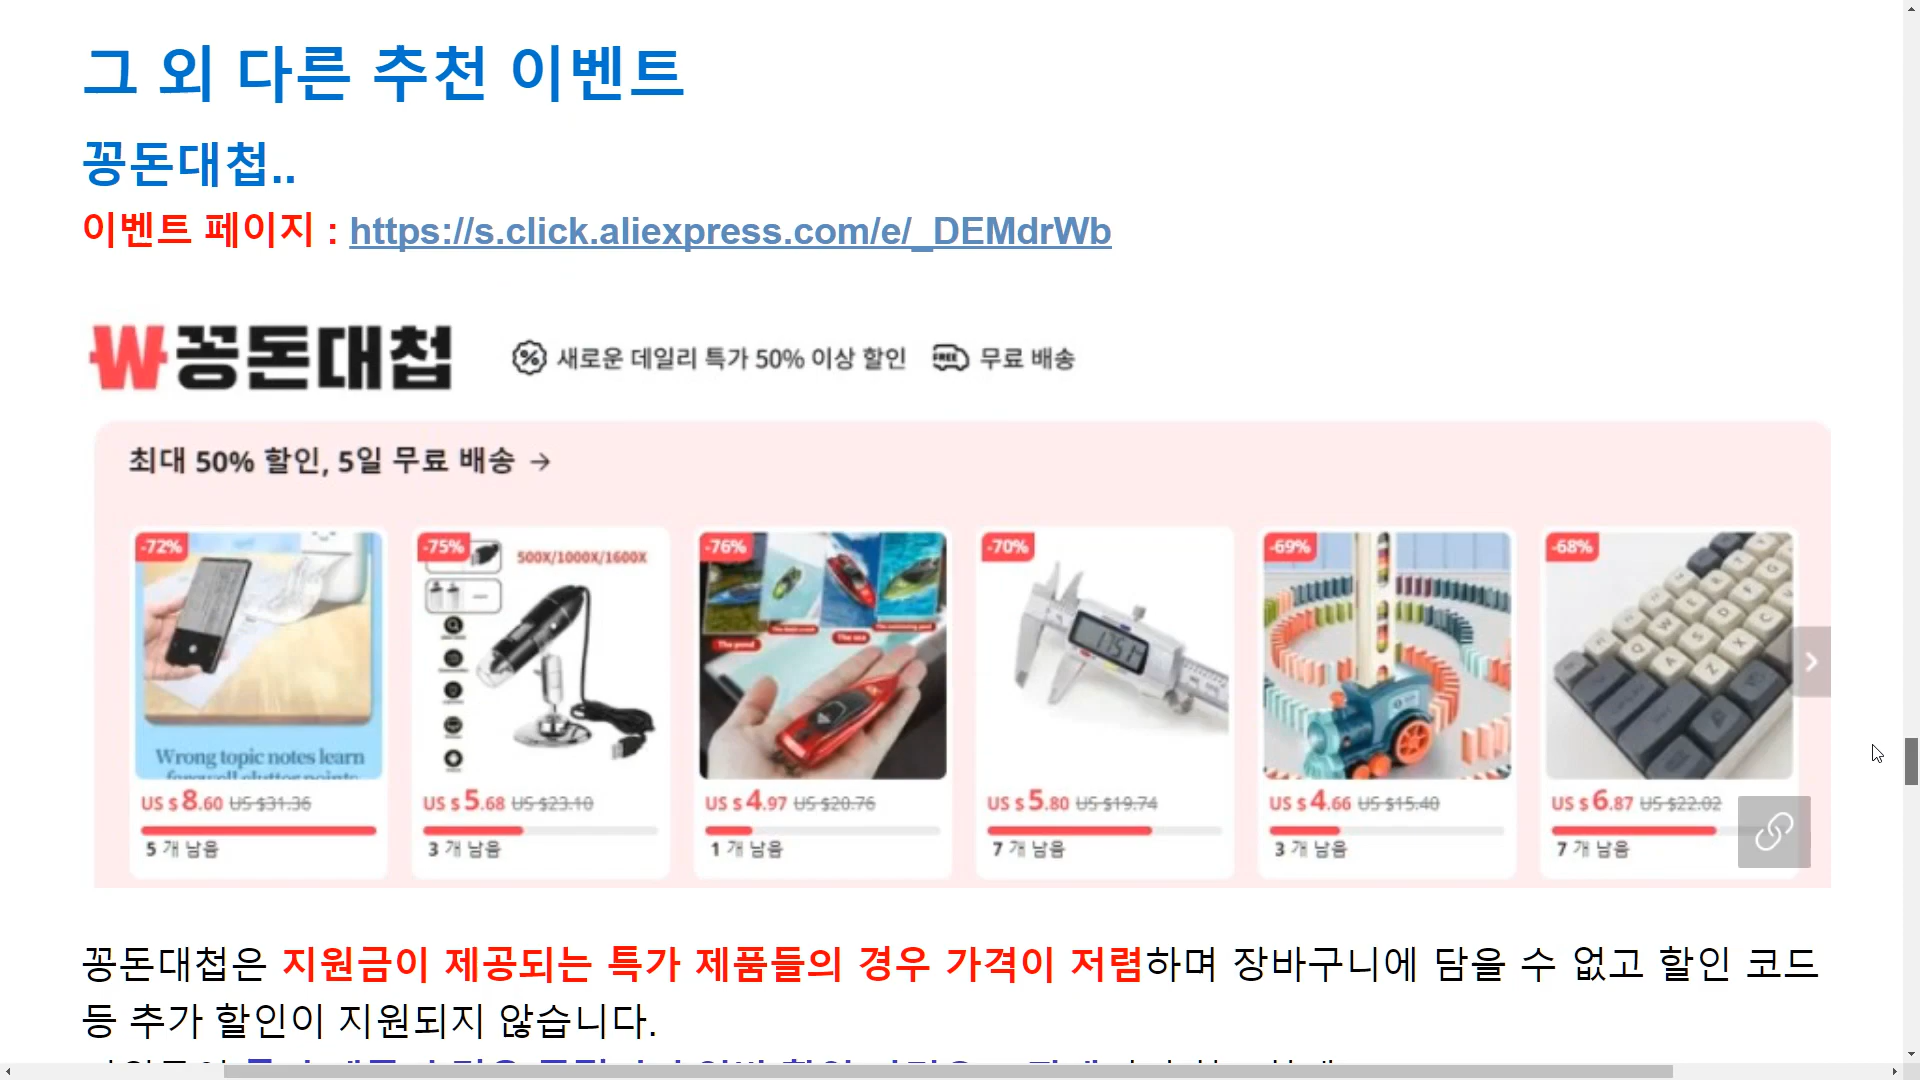 그 외 다른 추천 이벤트
꽁돈대첩..
이벤트 페이지 : https://s.click.aliexpress.com/e/_DEMdrWb
₩꽁돈대첩 새로운 데일리 특가 50% 이상 할인 FREE 무료 배송
최대 50% 할인, 5일 무료 배송 →
-72% -75% -76% -70% -69% -68%
500X/1000X/1600X
The pond The sea
Wrong topic notes learn
farewell clutter points
US $8.60 US $31.36 US $5.68 US $23.10 US $4.97 US $20.76 US $5.80 US $19.74 US $4.66 US $15.40 US $6.87 US $22.02
5 개 남음 3 개 남음 1 개 남음 7 개 남음 3 개 남음 7 개 남음
꽁돈대첩은 지원금이 제공되는 특가 제품들의 경우 가격이 저렴하며 장바구니에 담을 수 없고 할인 코드
등 추가 할인이 지원되지 않습니다.